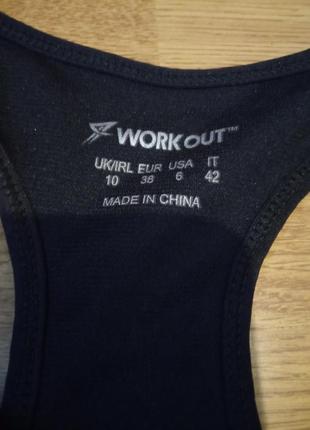 WORK OUT™
UK/IRL EUR USA IT
10 38 6 42
MADE IN CHINA